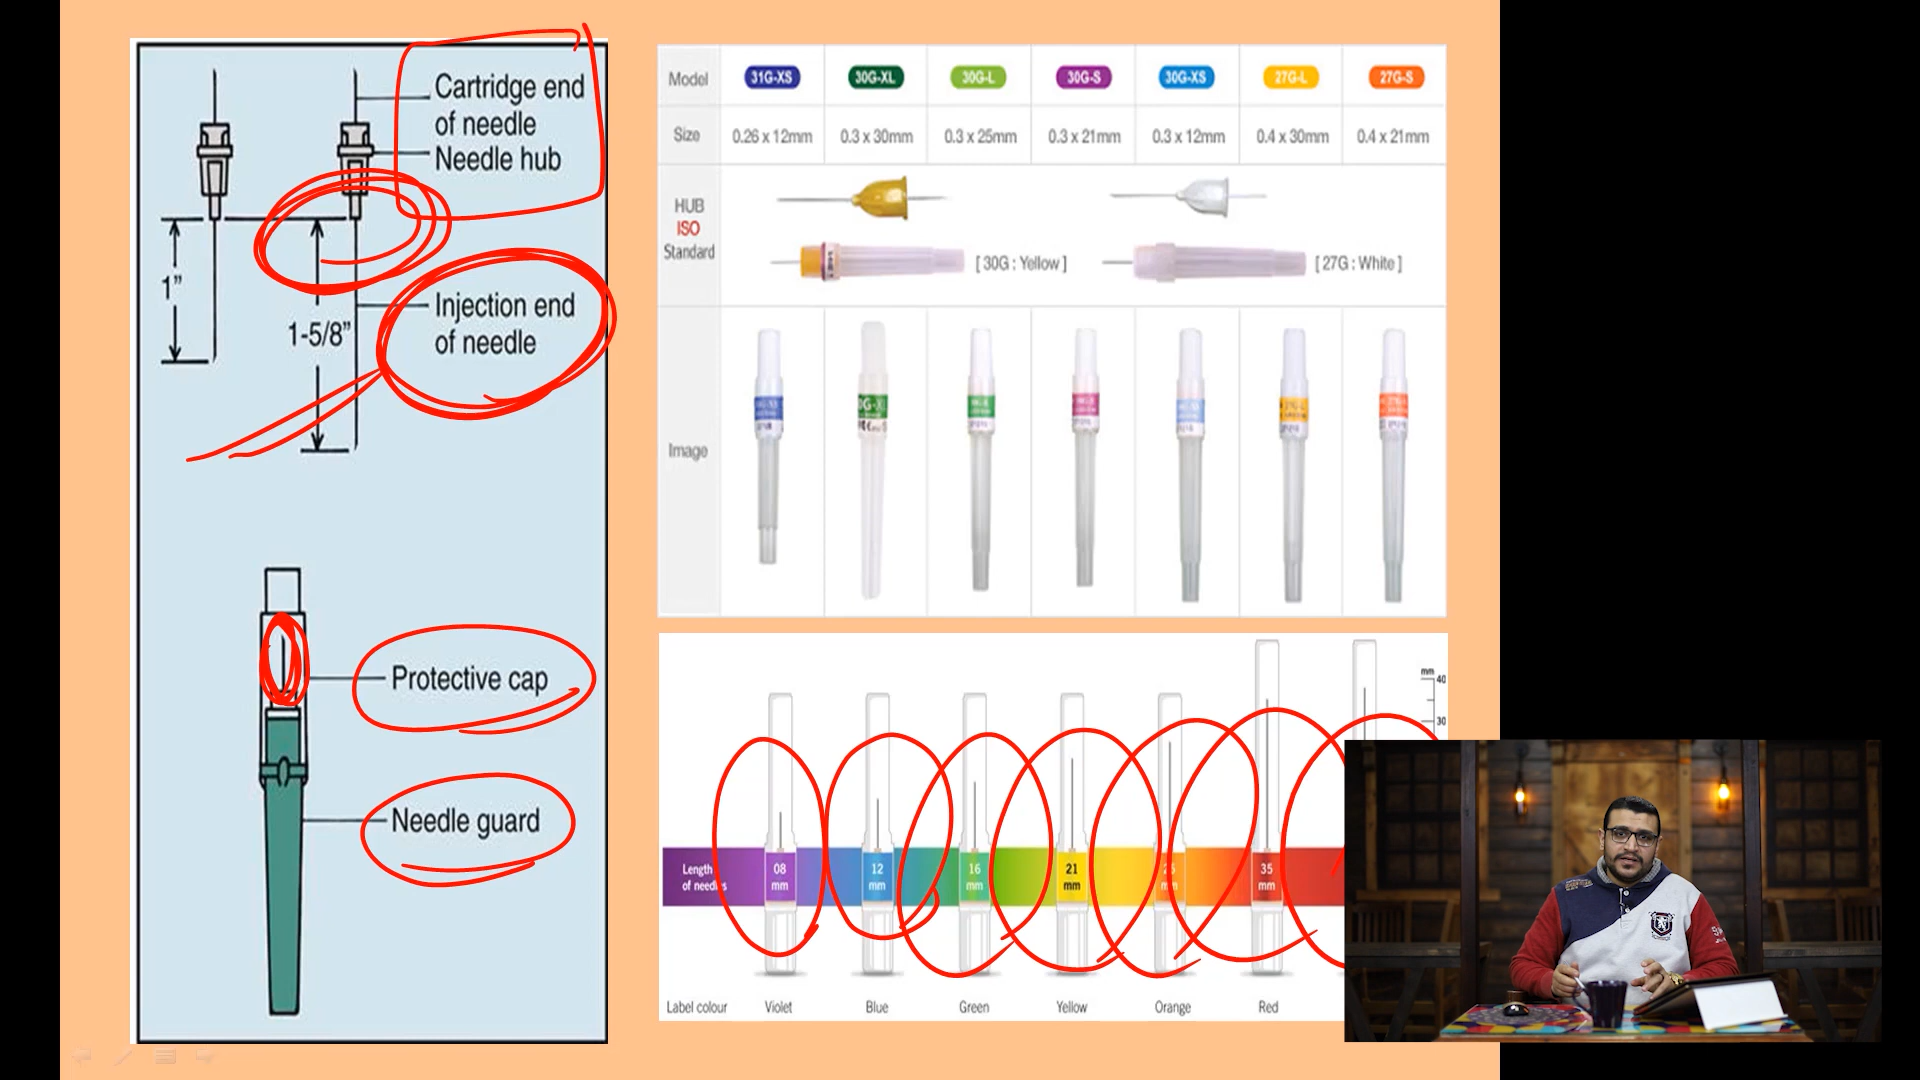 Cartridge end
of needle
Needle hub
1”
1-5/8”
Injection end
of needle
Protective cap
Needle guard
Model 31G-XS 30G-XL 30G-L 30G-S 30G-XS 27G-L 27G-S
Size 0.26 x 12mm 0.3 x 30mm 0.3 x 25mm 0.3 x 21mm 0.3 x 12mm 0.4 x 30mm 0.4 x 21mm
HUB
ISO
Standard
[ 30G : Yellow ] [ 27G : White ]
Image
mm
40
30
Length
of needles
08
mm
12
mm
16
mm
21
mm
mm
35
mm
Label colour Violet Blue Green Yellow Orange Red